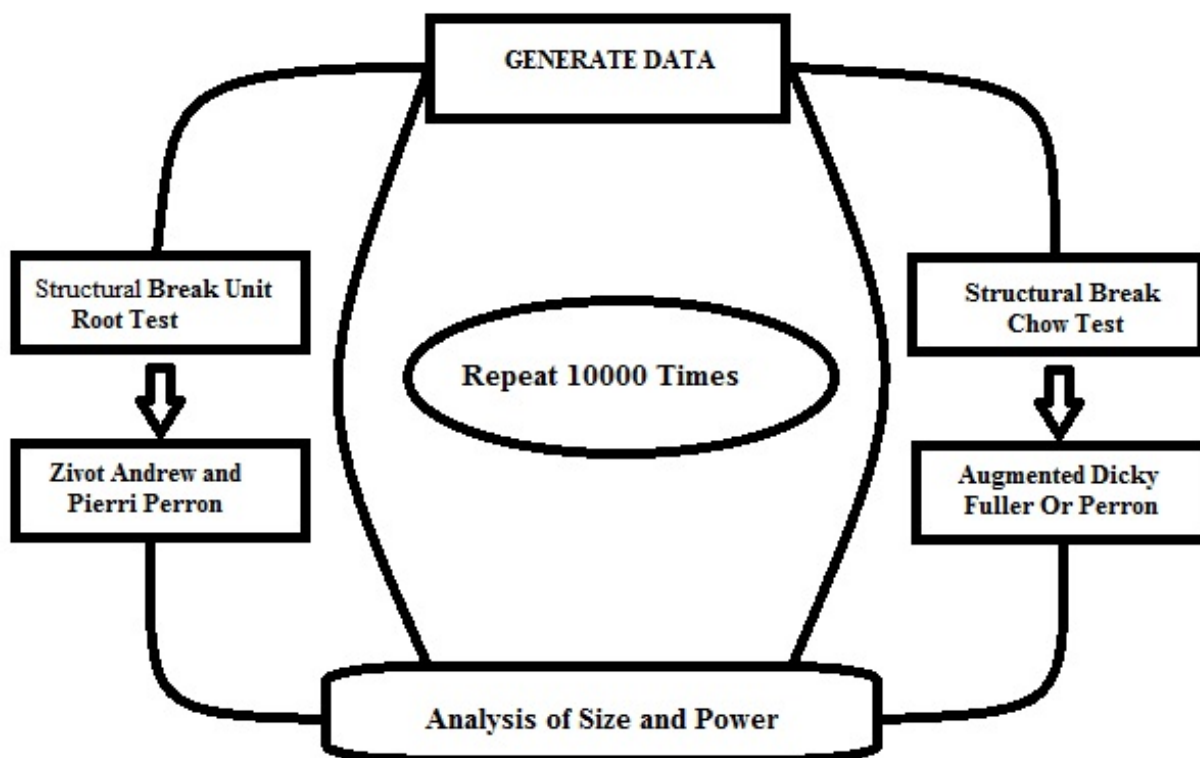 GENERATE DATA
Structural Break Unit
Root Test
Structural Break
Chow Test
Repeat 10000 Times
Zivot Andrew and
Pierri Perron
Augmented Dicky
Fuller Or Perron
Analysis of Size and Power